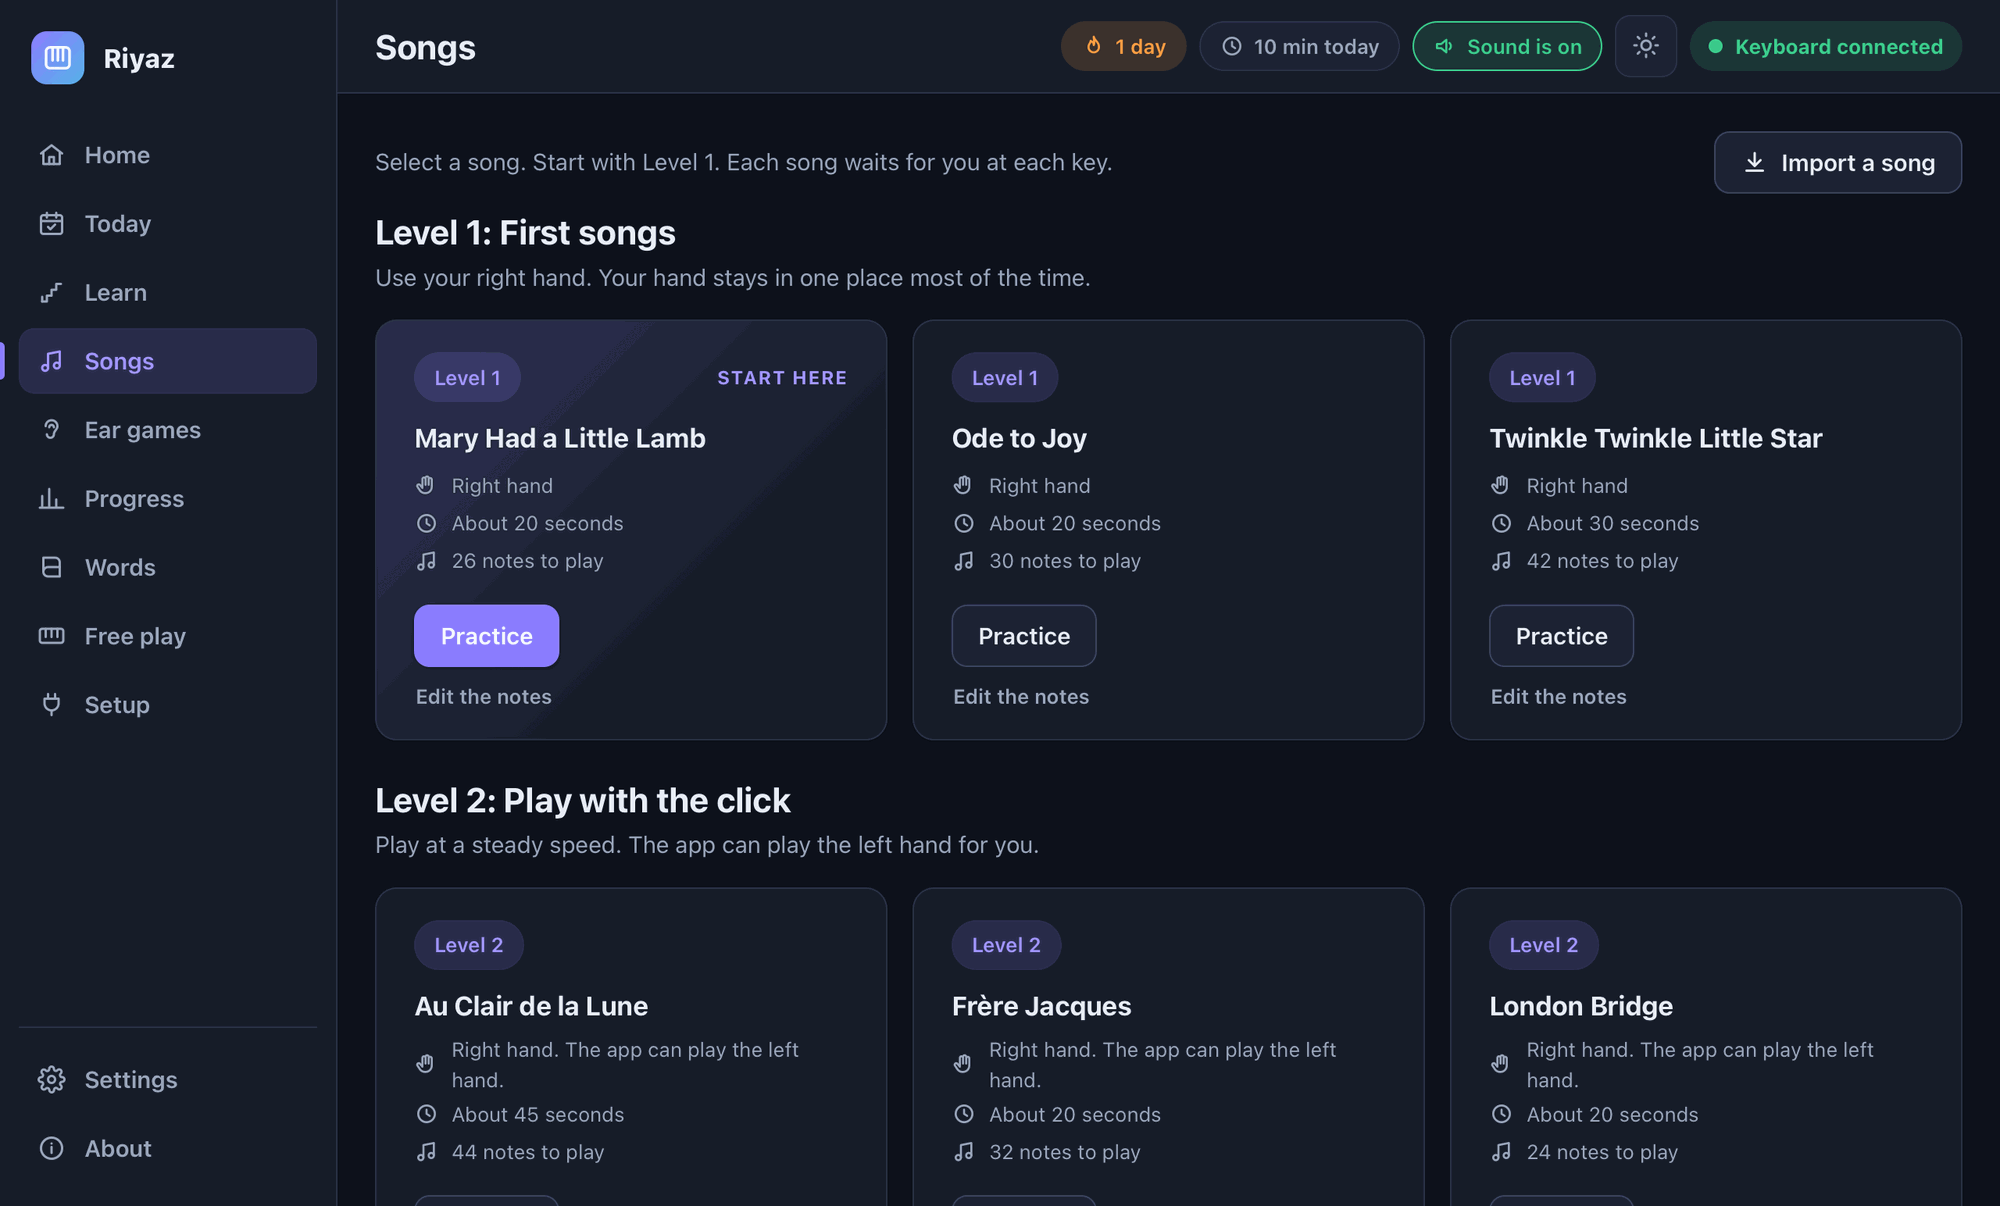 Riyaz
Home
Today
Learn
Songs
Ear games
Progress
Words
Free play
Setup
Settings
About
Songs
1 day
10 min today
Sound is on
Keyboard connected
Select a song. Start with Level 1. Each song waits for you at each key.
Import a song
Level 1: First songs
Use your right hand. Your hand stays in one place most of the time.
Level 1
START HERE
Mary Had a Little Lamb
Right hand
About 20 seconds
26 notes to play
Practice
Edit the notes
Level 1
Ode to Joy
Right hand
About 20 seconds
30 notes to play
Practice
Edit the notes
Level 1
Twinkle Twinkle Little Star
Right hand
About 30 seconds
42 notes to play
Practice
Edit the notes
Level 2: Play with the click
Play at a steady speed. The app can play the left hand for you.
Level 2
Au Clair de la Lune
Right hand. The app can play the left
hand.
About 45 seconds
44 notes to play
Level 2
Frère Jacques
Right hand. The app can play the left
hand.
About 20 seconds
32 notes to play
Level 2
London Bridge
Right hand. The app can play the left
hand.
About 20 seconds
24 notes to play